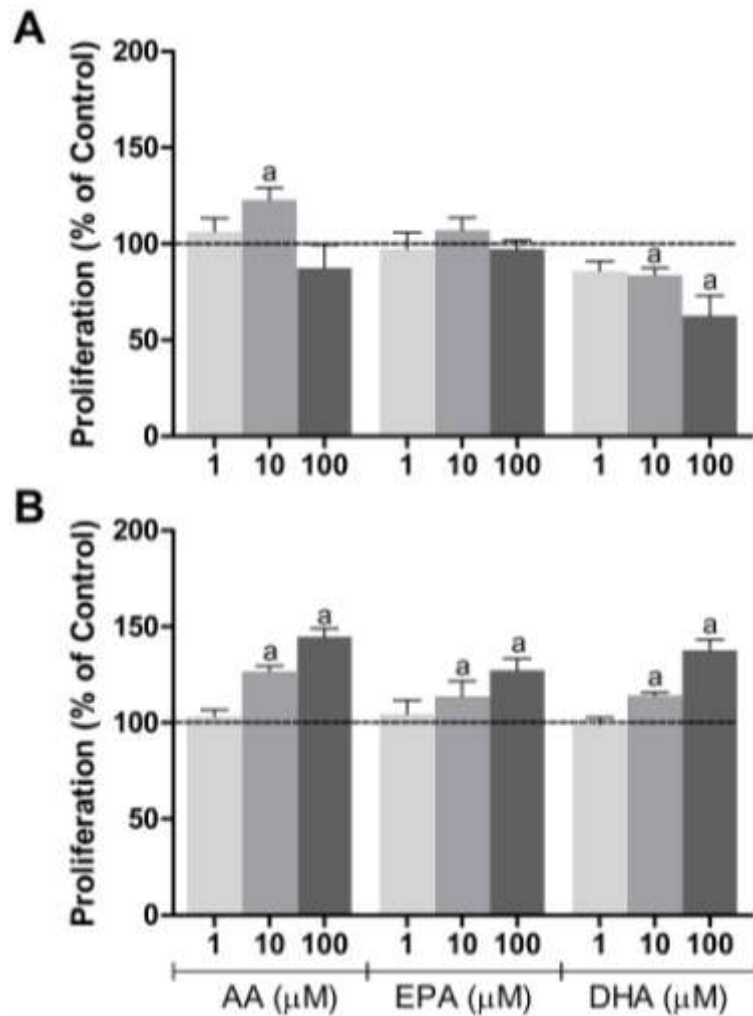 A
Proliferation (% of Control)
200
150
100
50
0
a
a
a
1 10 100 1 10 100 1 10 100
B
Proliferation (% of Control)
200
150
100
50
0
a
a
a
a
a
a
1 10 100 1 10 100 1 10 100
AA (µM) EPA (µM) DHA (µM)